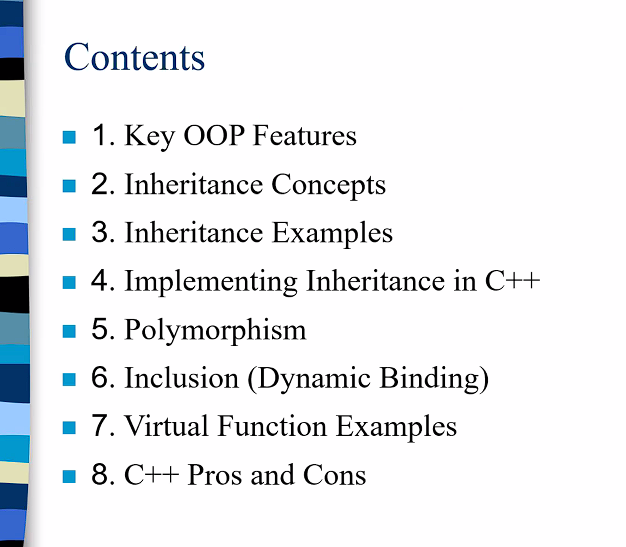 Contents
1. Key OOP Features
2. Inheritance Concepts
3. Inheritance Examples
4. Implementing Inheritance in C++
5. Polymorphism
6. Inclusion (Dynamic Binding)
7. Virtual Function Examples
8. C++ Pros and Cons